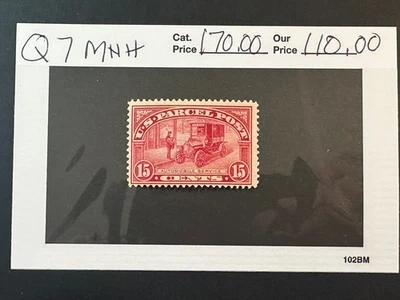 Q7 MNH Cat. Price 170.00 Our Price 110.00
U.S. PARCEL POST
AUTOMOBILE SERVICE
15 CENTS 15
102BM